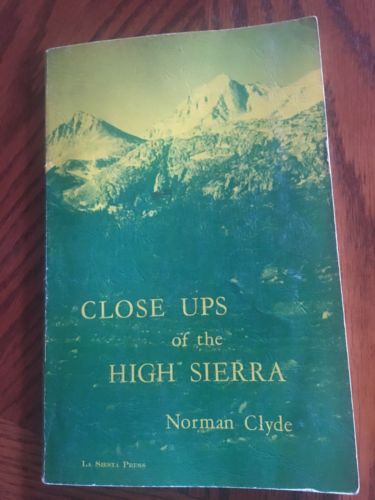 CLOSE UPS
of the
HIGH SIERRA
Norman Clyde
LA SIESTA PRESS